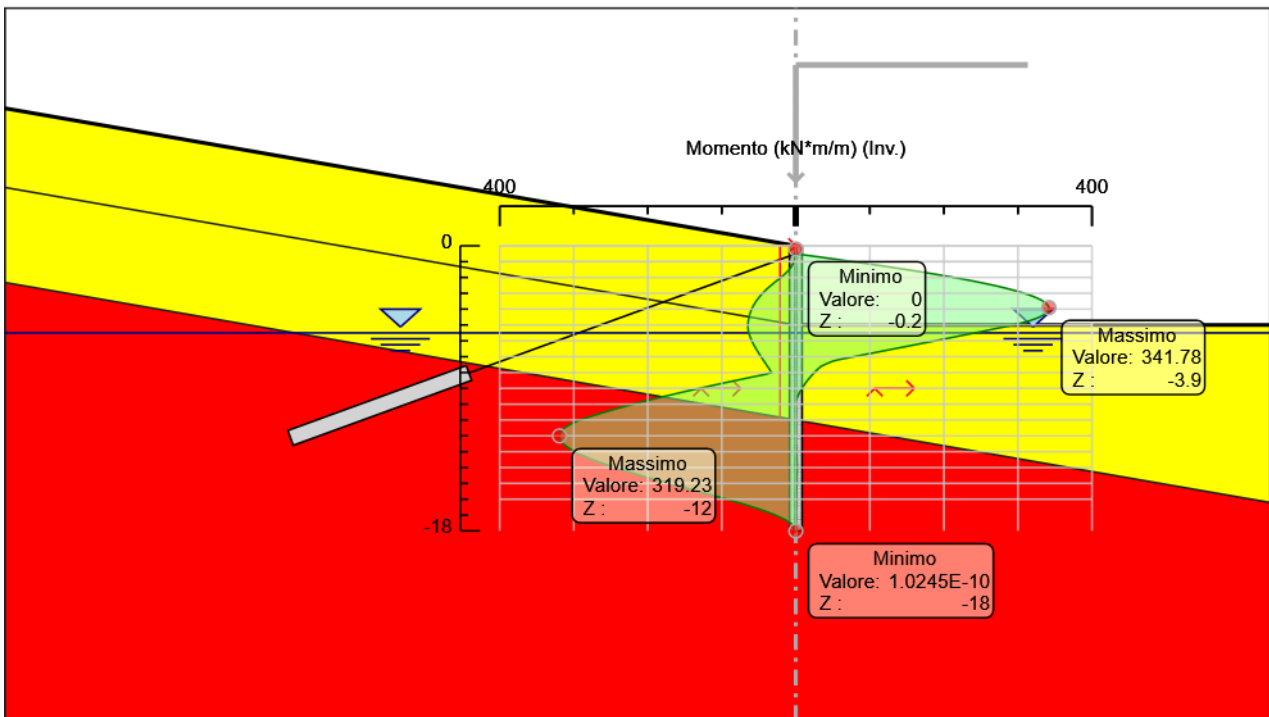 Momento (kN*m/m) (Inv.)
400
400
0
Minimo
Valore: 0
Z : -0.2
Massimo
Valore: 341.78
Z : -3.9
Massimo
Valore: 319.23
Z : -12
-18
Minimo
Valore: 1.0245E-10
Z : -18